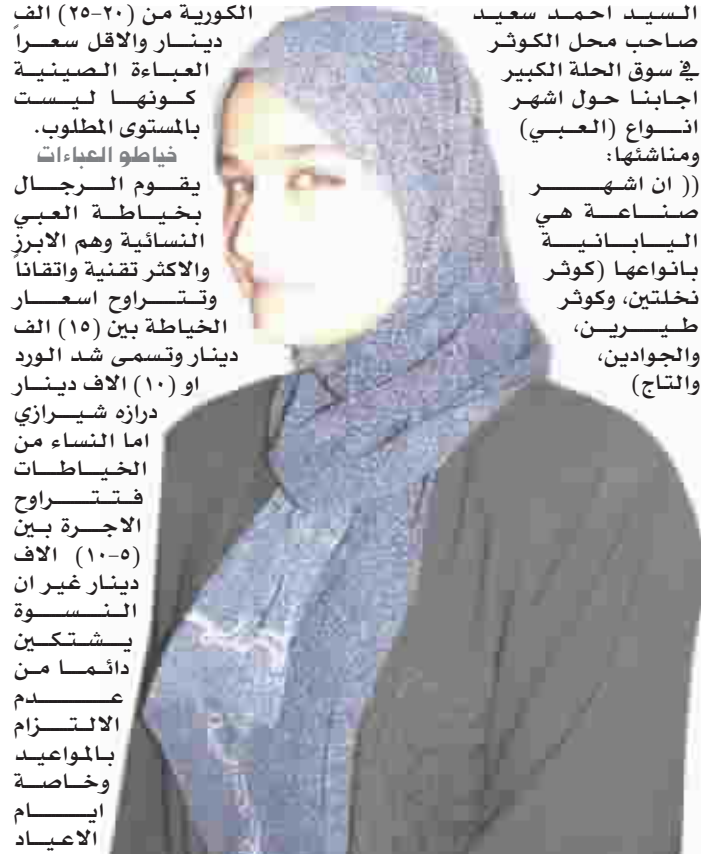 السيد احمد سعيد
صاحب محل الكوثر
في سوق الحلة الكبير
اجابنا حول اشهر
انواع (العبي)
ومناشئها:
(( ان اشهر
صناعة هي
اليابانية
بانواعها (كوثر
نخلتين، وكوثر
طيرين،
والجوادين،
والتاج)
الكورية من (٢٠-٢٥) الف
دينار والاقل سعراً
العباءة الصينية
كونها ليست
بالمستوى المطلوب.
خياطو العباءات
يقوم الرجال
بخياطة العبي
النسائية وهم الابرز
والاكثر تقنية واتقاناً
وتتراوح اسعار
الخياطة بين (١٥) الف
دينار وتسمى شد الورد
او (١٠) الاف دينار
درازه شيرازي
اما النساء من
الخياطات
فتتراوح
الاجرة بين
(٥-١٠) الاف
دينار غير ان
النسوة
يشتكين
دائما من
عدم
الالتزام
بالمواعيد
وخاصة
ايام
الاعياد